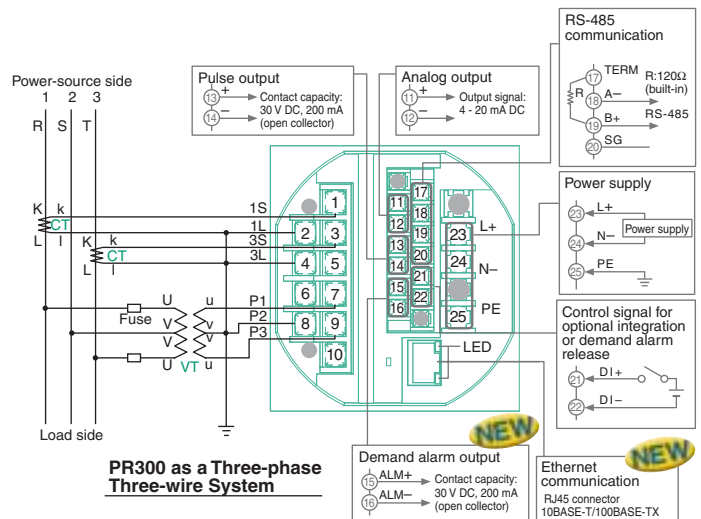 RS-485
communication
TERM
17
R:120Ω
(built-in)
R
18
A−
19
B+
RS-485
20
SG
Power-source side
1 2 3
R S T
Pulse output
13 +
14 −
Contact capacity:
30 V DC, 200 mA
(open collector)
Analog output
11 +
12 −
Output signal:
4 - 20 mA DC
Power supply
23 L+
24 N−
Power supply
25 PE
K k
CT
L l
K k
CT
L l
1S
1L
3S
3L
P1
P2
P3
Fuse
U u
V v
V v
U VT u
1
2 3
4 5
6 7
8 9
10
11
12
13
14
15
16
17
18
19
20
21
22
23
24
25
L+
N−
PE
LED
Control signal for
optional integration
or demand alarm
release
21 DI+
22 DI−
Load side
PR300 as a Three-phase
Three-wire System
NEW
Demand alarm output
15 ALM+
16 ALM−
Contact capacity:
30 V DC, 200 mA
(open collector)
NEW
Ethernet
communication
RJ45 connector
10BASE-T/100BASE-TX